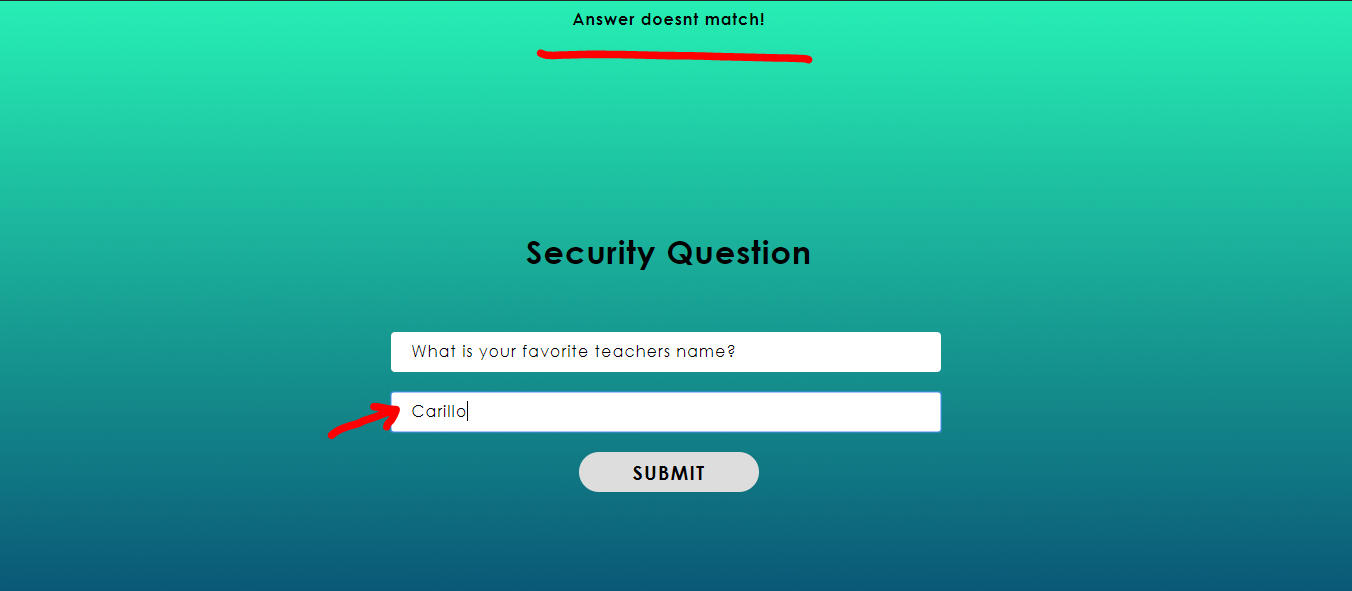 Answer doesnt match!
Security Question
What is your favorite teachers name?
Carillo
SUBMIT